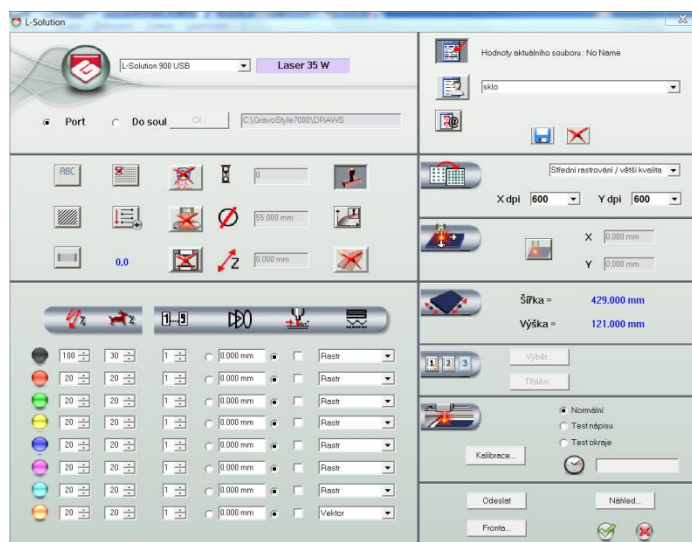 L-Solution
L-Solution 900 USB
Laser 35 W
Port
Do soul
Cíl...
C:\GravoStyle7000\DRAWS
ABC
0
55.000 mm
0,0
Z
0.000 mm
% %
1...9
100 30 1 0.000 mm Rastr
20 20 1 0.000 mm Rastr
20 20 1 0.000 mm Rastr
20 20 1 0.000 mm Rastr
20 20 1 0.000 mm Rastr
20 20 1 0.000 mm Rastr
20 20 1 0.000 mm Rastr
20 20 1 0.000 mm Vektor
Hodnoty aktuálního souboru : No Name
sklo
@
Střední rastrování / větší kvalita
X dpi 600 Y dpi 600
X 0.000 mm
Y 0.000 mm
Šířka = 429.000 mm
Výška = 121.000 mm
1 2 3
Výběr...
Třídění...
Normální
Test nápisu
Test okraje
Kalibrace...
Odeslat
Náhled...
Fronta...